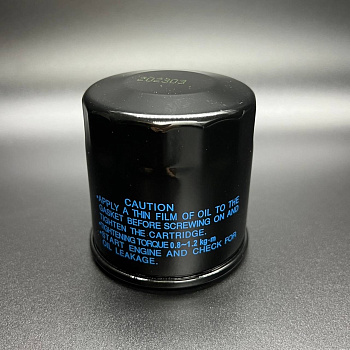 202303
CAUTION
•APPLY A THIN FILM OF OIL TO THE
GASKET BEFORE SCREWING ON AND
TIGHTEN THE CARTRIDGE.
•TIGHTENING TORQUE 0.8~1.2 kg-m
•START ENGINE AND CHECK FOR
OIL LEAKAGE.